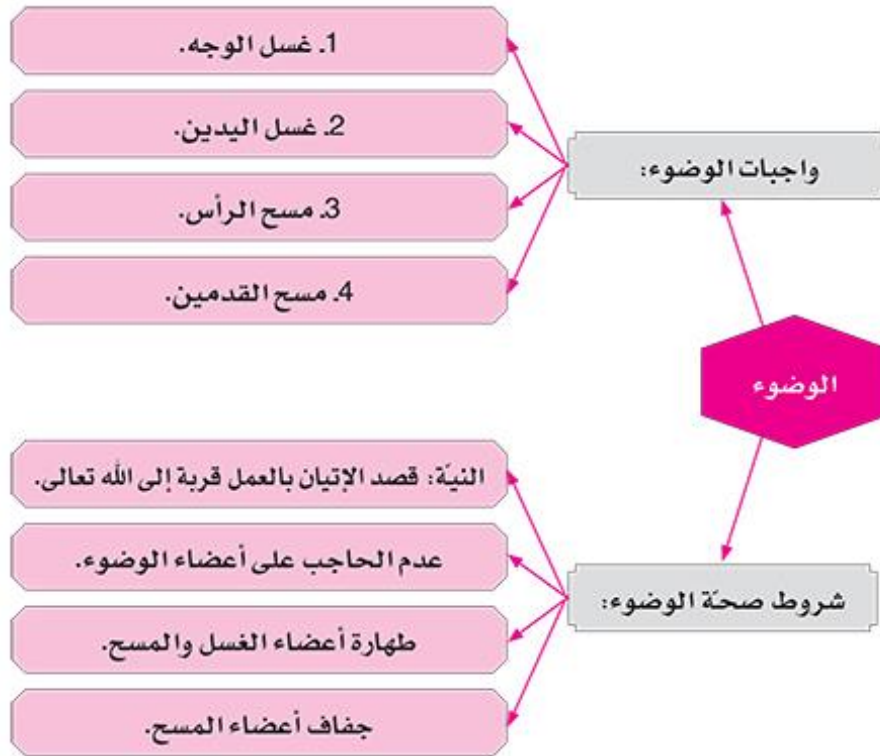 الوضوء
واجبات الوضوء:
1. غسل الوجه.
2. غسل اليدين.
3. مسح الرأس.
4. مسح القدمين.
شروط صحّة الوضوء:
النيّة: قصد الإتيان بالعمل قربة إلى الله تعالى.
عدم الحاجب على أعضاء الوضوء.
طهارة أعضاء الغسل والمسح.
جفاف أعضاء المسح.